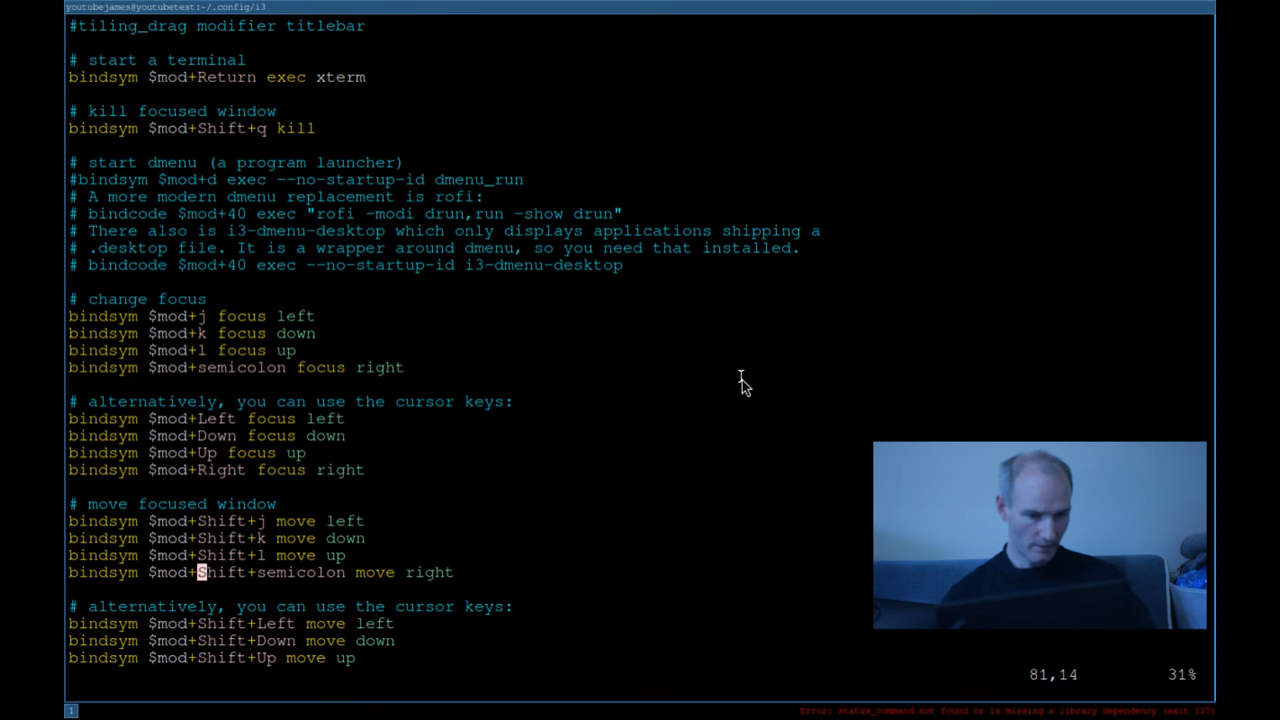 youtubejames@youtubetest:~/.config/i3
#tiling_drag modifier titlebar
# start a terminal
bindsym $mod+Return exec xterm
# kill focused window
bindsym $mod+Shift+q kill
# start dmenu (a program launcher)
#bindsym $mod+d exec --no-startup-id dmenu_run
# A more modern dmenu replacement is rofi:
# bindcode $mod+40 exec "rofi -modi drun,run -show drun"
# There also is i3-dmenu-desktop which only displays applications shipping a
# .desktop file. It is a wrapper around dmenu, so you need that installed.
# bindcode $mod+40 exec --no-startup-id i3-dmenu-desktop
# change focus
bindsym $mod+j focus left
bindsym $mod+k focus down
bindsym $mod+l focus up
bindsym $mod+semicolon focus right
# alternatively, you can use the cursor keys:
bindsym $mod+Left focus left
bindsym $mod+Down focus down
bindsym $mod+Up focus up
bindsym $mod+Right focus right
# move focused window
bindsym $mod+Shift+j move left
bindsym $mod+Shift+k move down
bindsym $mod+Shift+l move up
bindsym $mod+Shift+semicolon move right
# alternatively, you can use the cursor keys:
bindsym $mod+Shift+Left move left
bindsym $mod+Shift+Down move down
bindsym $mod+Shift+Up move up
81,14 31%
1 Error: status_command not found or is missing a library dependency (exit 127)